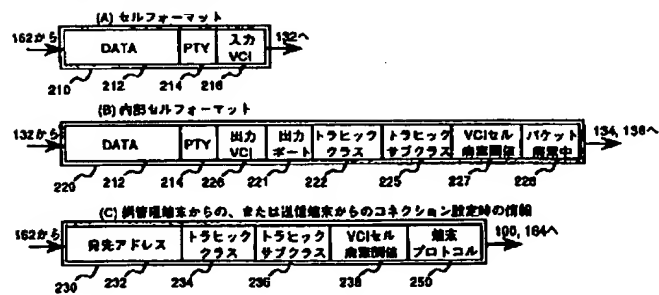 (A) セルフォーマット
162から DATA PTY 入力 VCI 132へ
210 212 214 216
(B) 内部セルフォーマット
132から DATA PTY 出力 VCI 出力 ポート トラヒック クラス トラヒック サブクラス VCIセル 廃棄閾値 パケット 廃棄中 134, 136へ
220 212 214 226 221 222 225 227 228
(C) 網管理端末からの、または送信端末からのコネクション設定時の情報
162から 宛先アドレス トラヒック クラス トラヒック サブクラス VCIセル 廃棄閾値 端末 プロトコル 100, 164へ
230 232 234 236 238 250